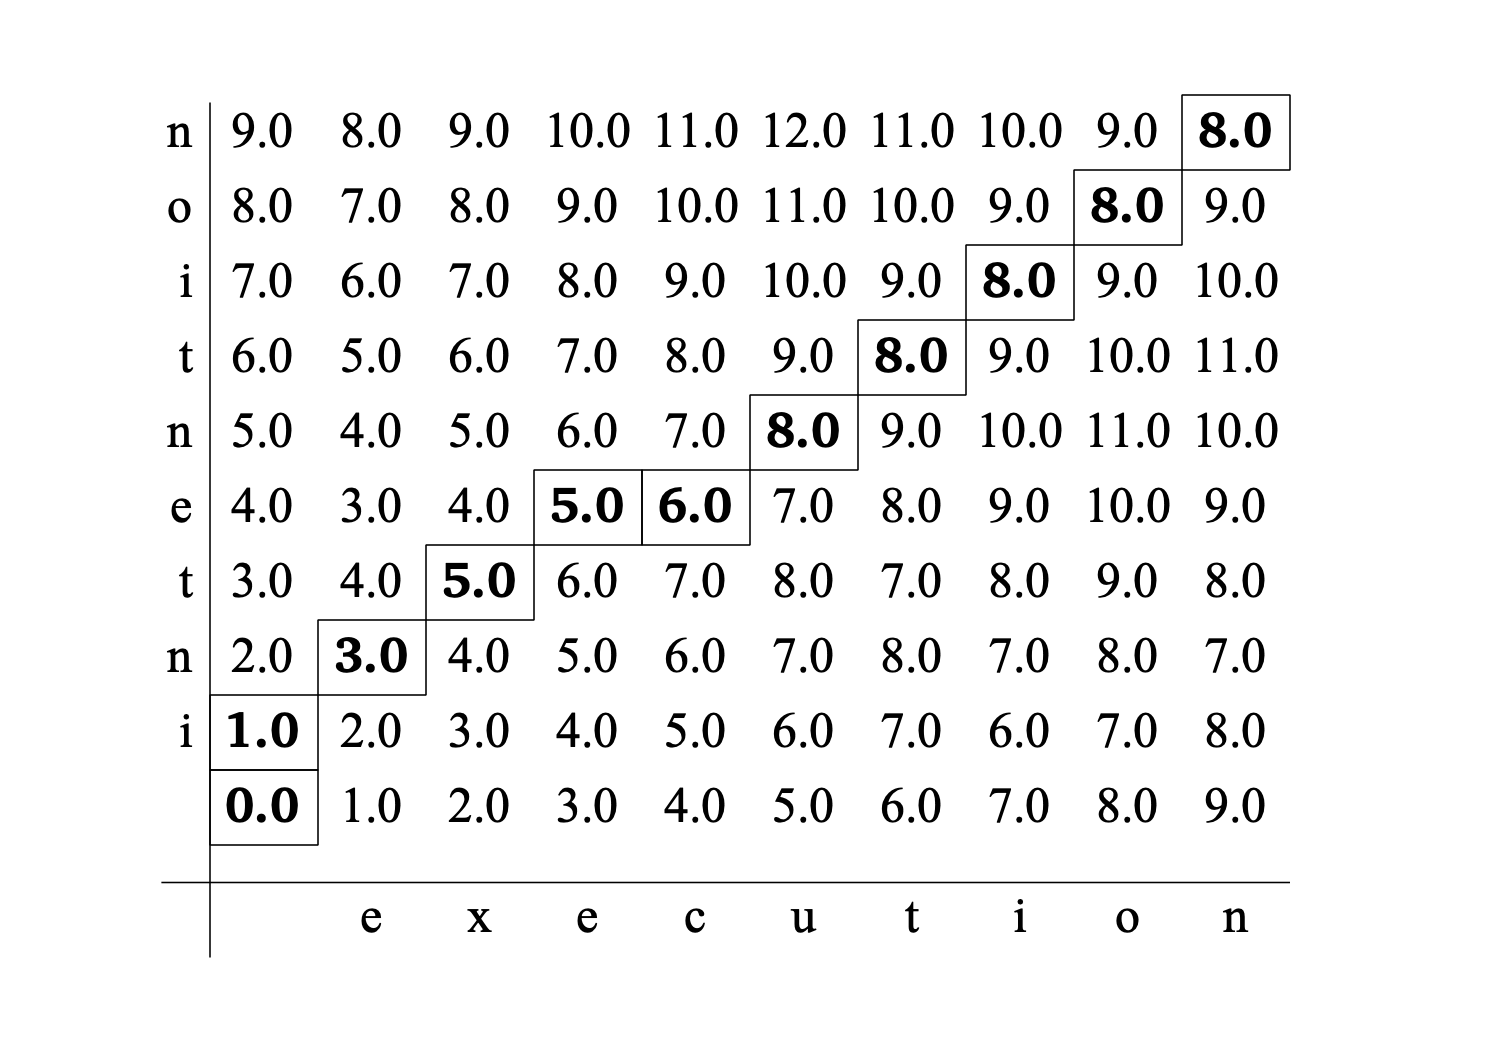 n 9.0 8.0 9.0 10.0 11.0 12.0 11.0 10.0 9.0 8.0
o 8.0 7.0 8.0 9.0 10.0 11.0 10.0 9.0 8.0 9.0
i 7.0 6.0 7.0 8.0 9.0 10.0 9.0 8.0 9.0 10.0
t 6.0 5.0 6.0 7.0 8.0 9.0 8.0 9.0 10.0 11.0
n 5.0 4.0 5.0 6.0 7.0 8.0 9.0 10.0 11.0 10.0
e 4.0 3.0 4.0 5.0 6.0 7.0 8.0 9.0 10.0 9.0
t 3.0 4.0 5.0 6.0 7.0 8.0 7.0 8.0 9.0 8.0
n 2.0 3.0 4.0 5.0 6.0 7.0 8.0 7.0 8.0 7.0
i 1.0 2.0 3.0 4.0 5.0 6.0 7.0 6.0 7.0 8.0
0.0 1.0 2.0 3.0 4.0 5.0 6.0 7.0 8.0 9.0
e x e c u t i o n